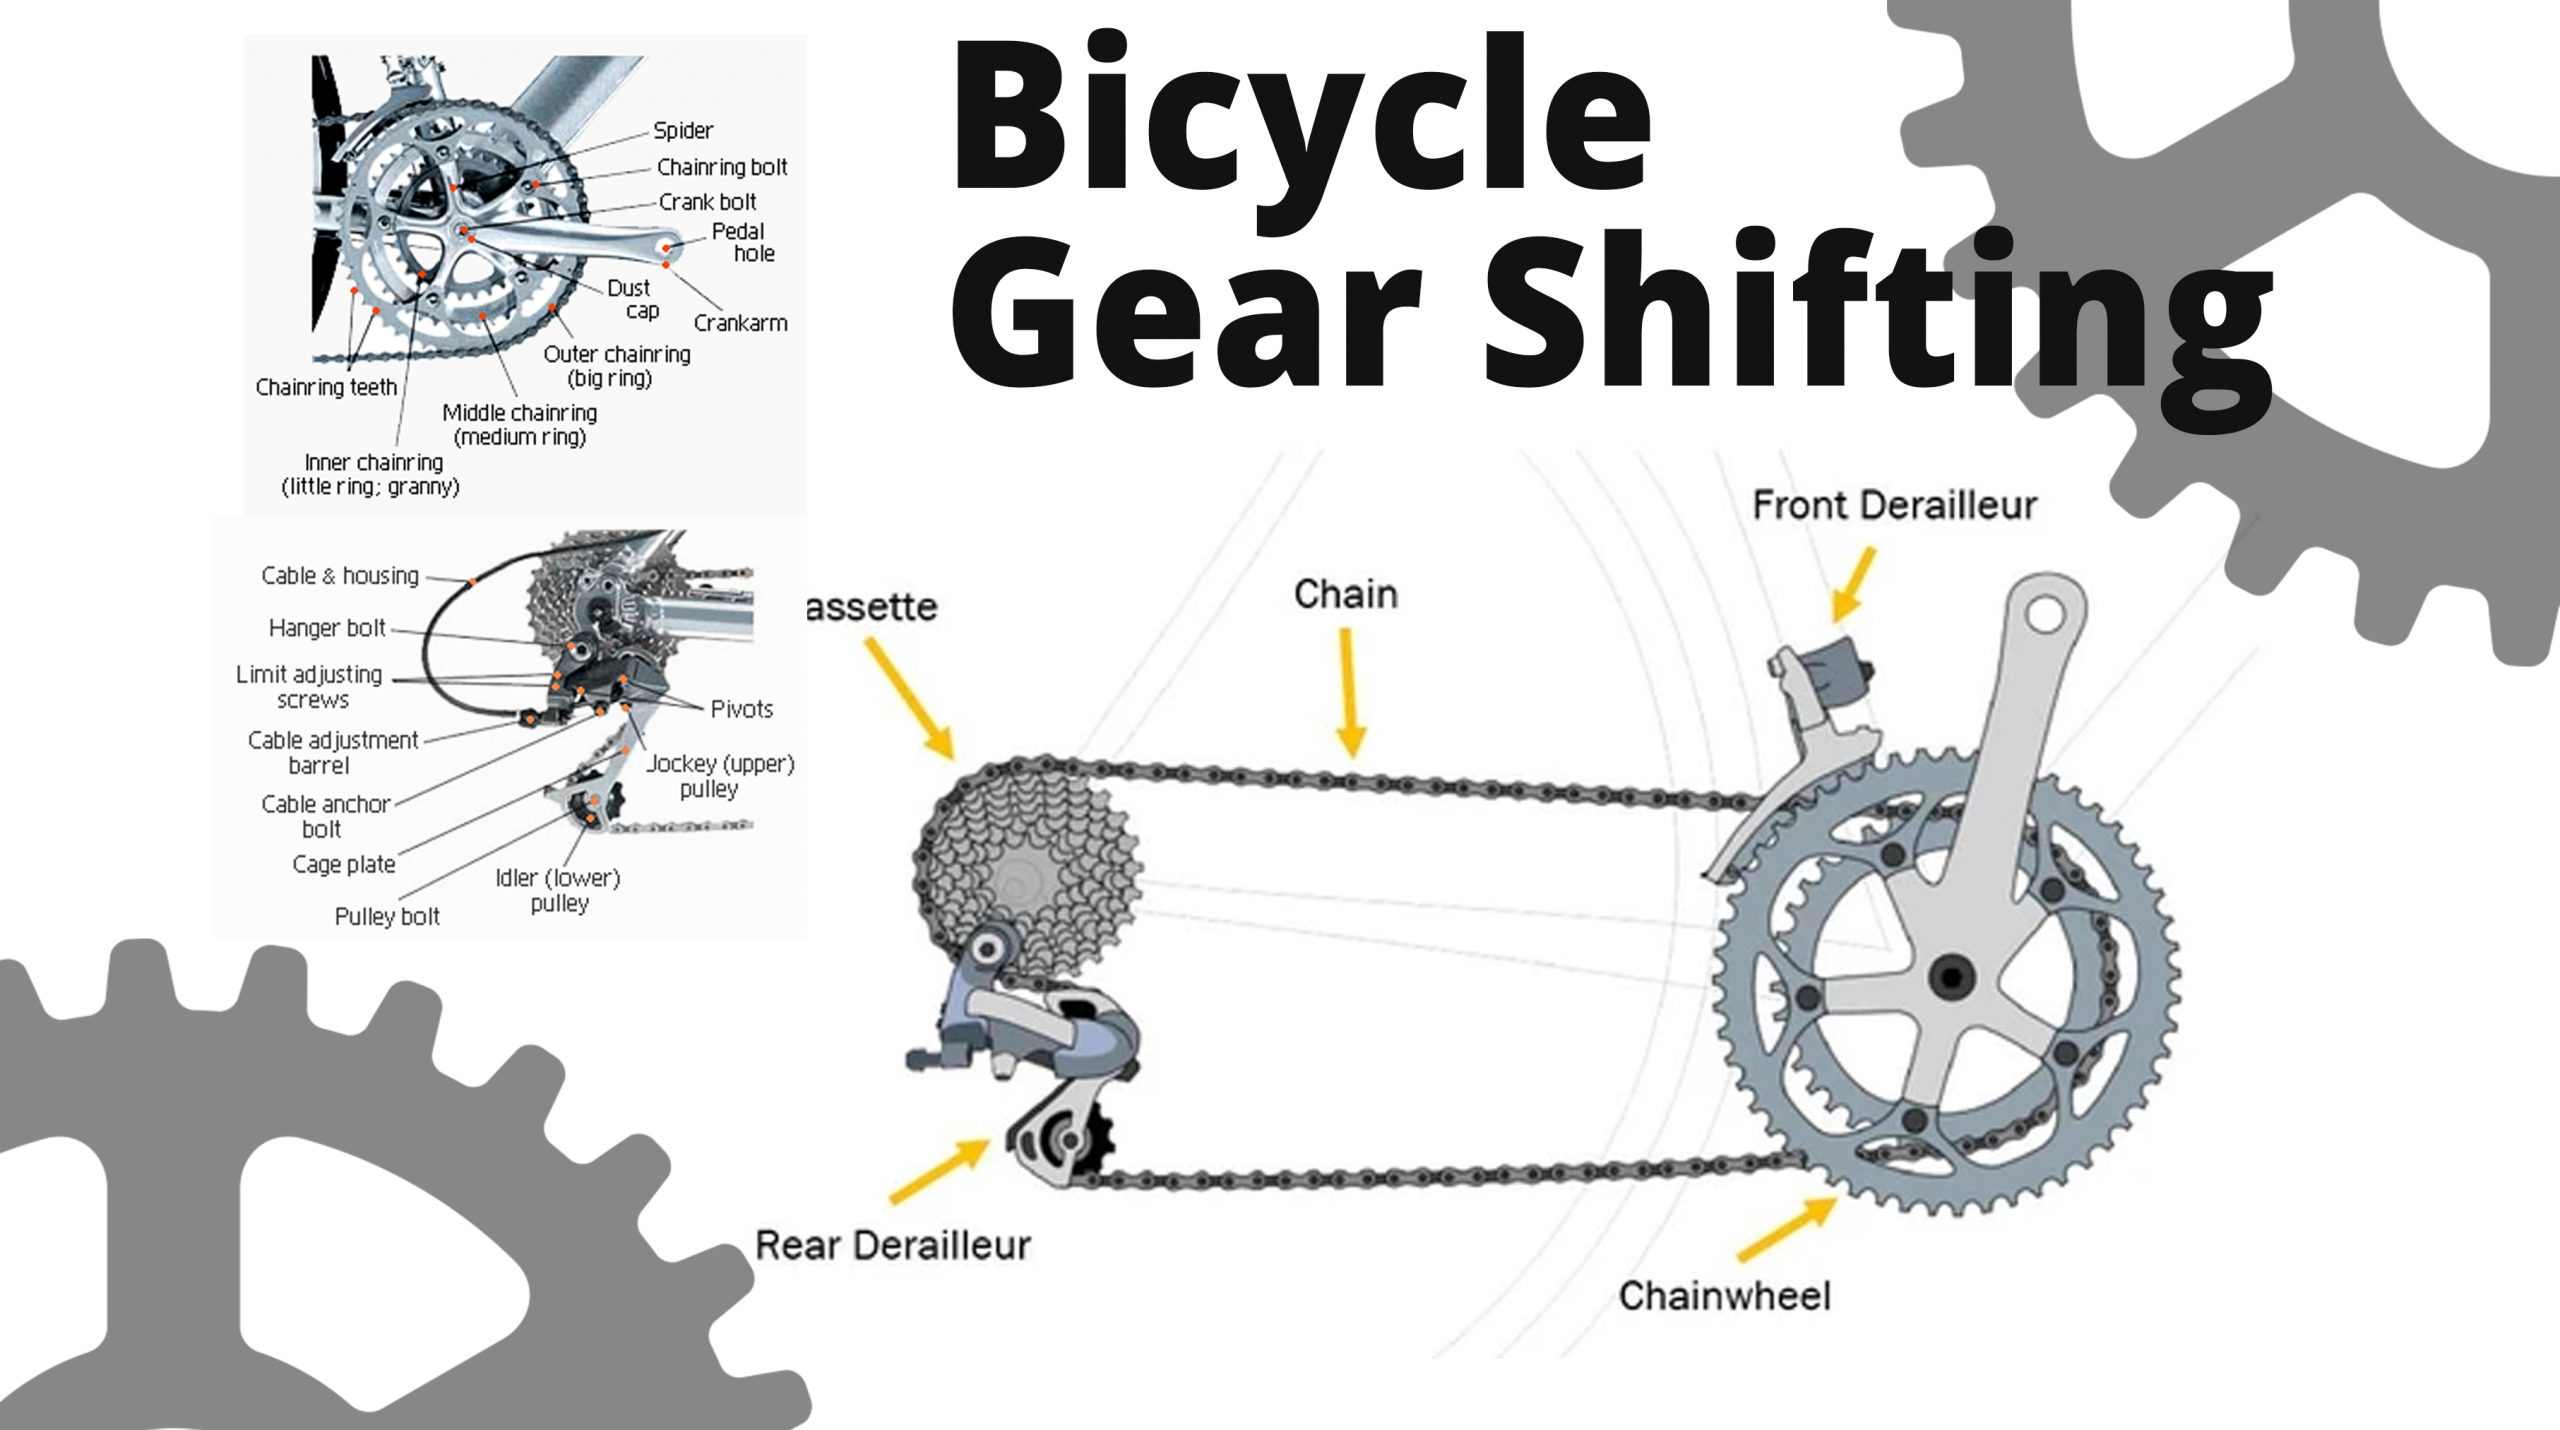 Bicycle
Gear Shifting
Spider
Chainring bolt
Crank bolt
Pedal
hole
Dust
cap
Crankarm
Outer chainring
(big ring)
Chainring teeth
Middle chainring
(medium ring)
Inner chainring
(little ring; granny)
Cable & housing
Hanger bolt
Limit adjusting
screws
Pivots
Cable adjustment
barrel
Jockey (upper)
pulley
Cable anchor
bolt
Cage plate
Idler (lower)
pulley
Pulley bolt
Front Derailleur
Chain
assette
Rear Derailleur
Chainwheel